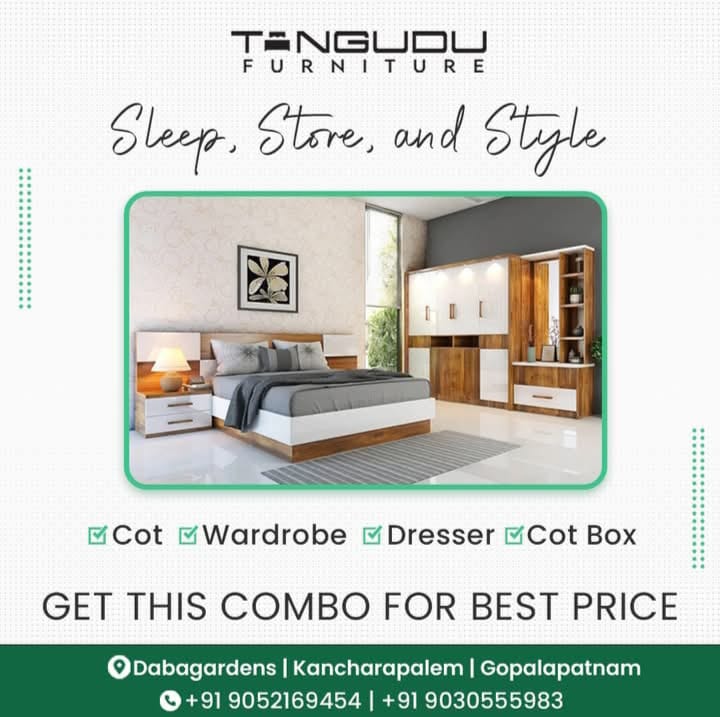 TANGUDU
FURNITURE
Sleep, Store, and Style
Cot Wardrobe Dresser Cot Box
GET THIS COMBO FOR BEST PRICE
Dabagardens | Kancharapalem | Gopalapatnam
+91 9052169454 | +91 9030555983